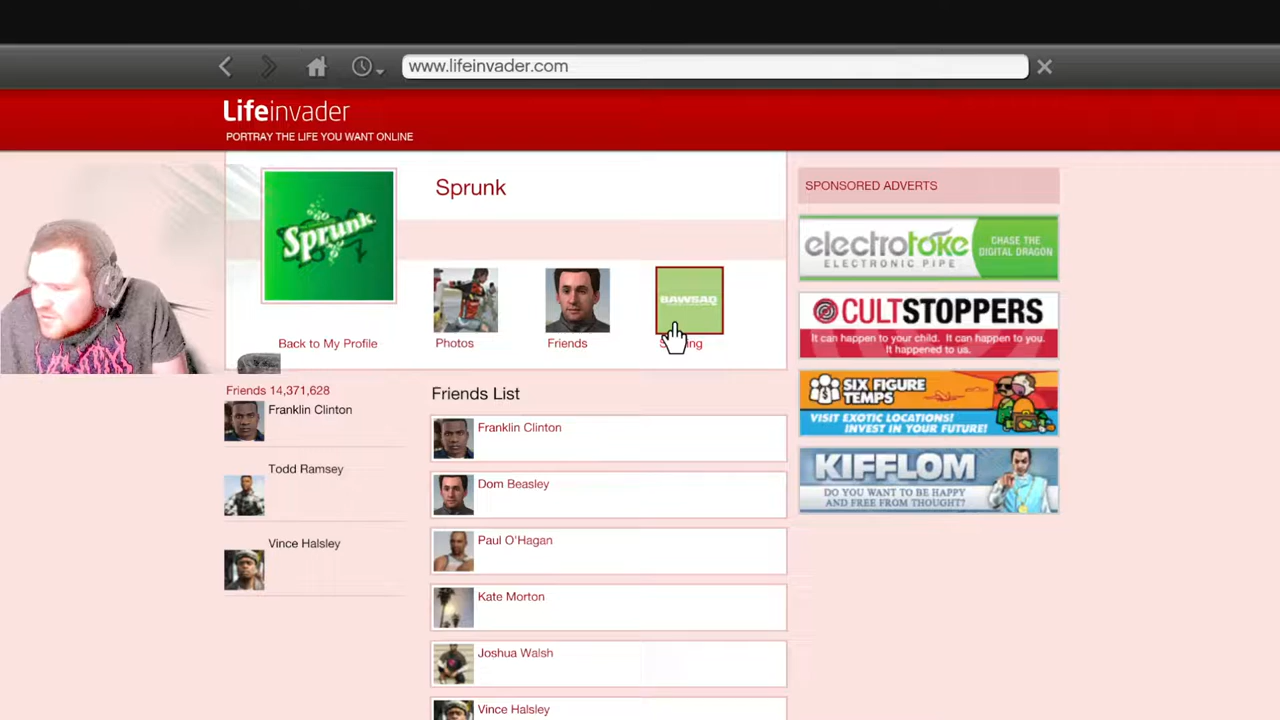 www.lifeinvader.com
Lifeinvader
PORTRAY THE LIFE YOU WANT ONLINE
Sprunk
Sprunk
BAWSAQ
Back to My Profile
Photos
Friends
Friends 14,371,628
Franklin Clinton
Todd Ramsey
Vince Halsley
Friends List
Franklin Clinton
Dom Beasley
Paul O'Hagan
Kate Morton
Joshua Walsh
Vince Halsley
SPONSORED ADVERTS
electrotoke
ELECTRONIC PIPE
CHASE THE
DIGITAL DRAGON
CULTSTOPPERS
It can happen to your child. It can happen to you.
It happened to us.
SIX FIGURE
TEMPS
VISIT EXOTIC LOCATIONS!
INVEST IN YOUR FUTURE!
KIFFLOM
DO YOU WANT TO BE HAPPY
AND FREE FROM THOUGHT?